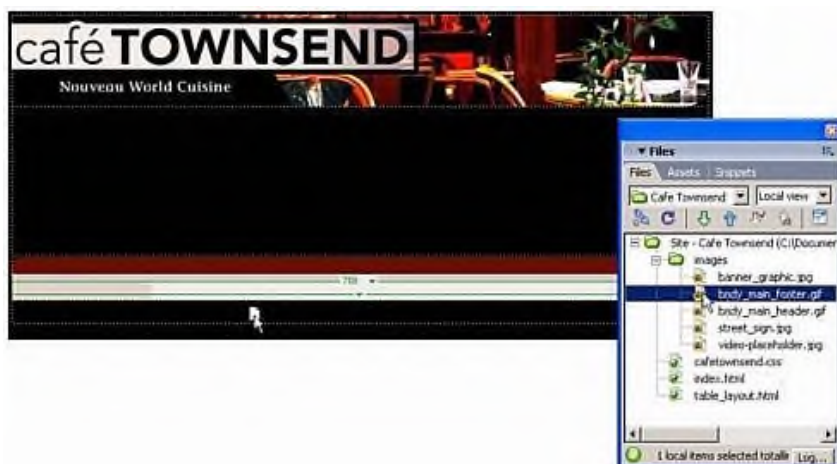 café TOWNSEND
Nouveau World Cuisine
Files
Files Assets Snippets
Cafe Townsend Local view
Site - Cafe Townsend (C:\Documer
images
banner_graphic.jpg
body_main_footer.gif
body_main_header.gif
street_sign.jpg
video-placeholder.jpg
cafetownsend.css
index.html
table_layout.html
1 local items selected totalli Log...